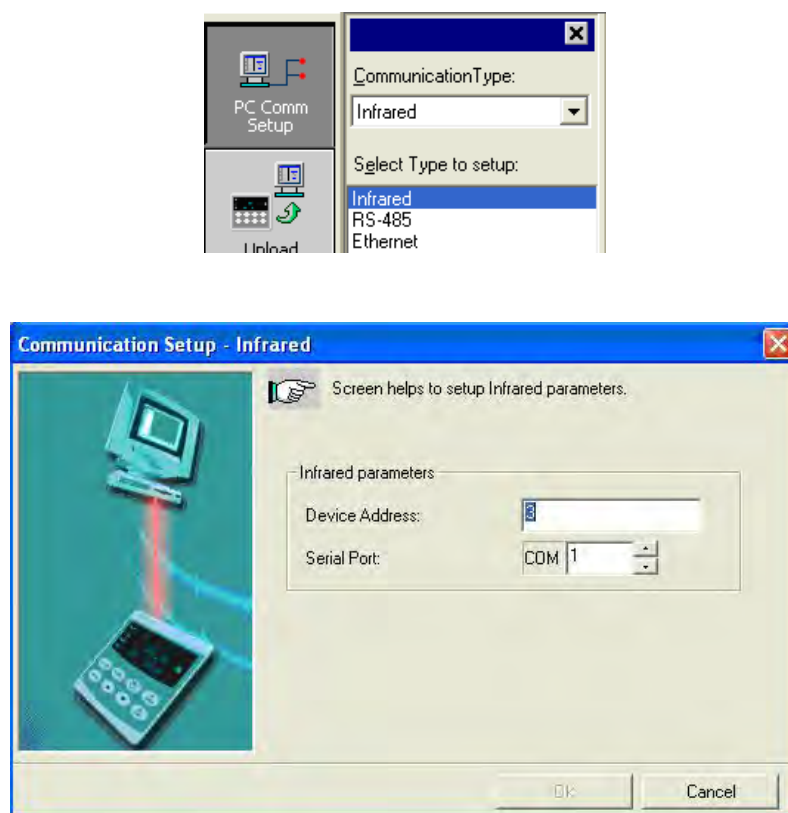 PC Comm
Setup
Upload
CommunicationType:
Infrared
Select Type to setup:
Infrared
RS-485
Ethernet
Communication Setup - Infrared
Screen helps to setup Infrared parameters.
Infrared parameters
Device Address: 3
Serial Port: COM 1
Ok Cancel